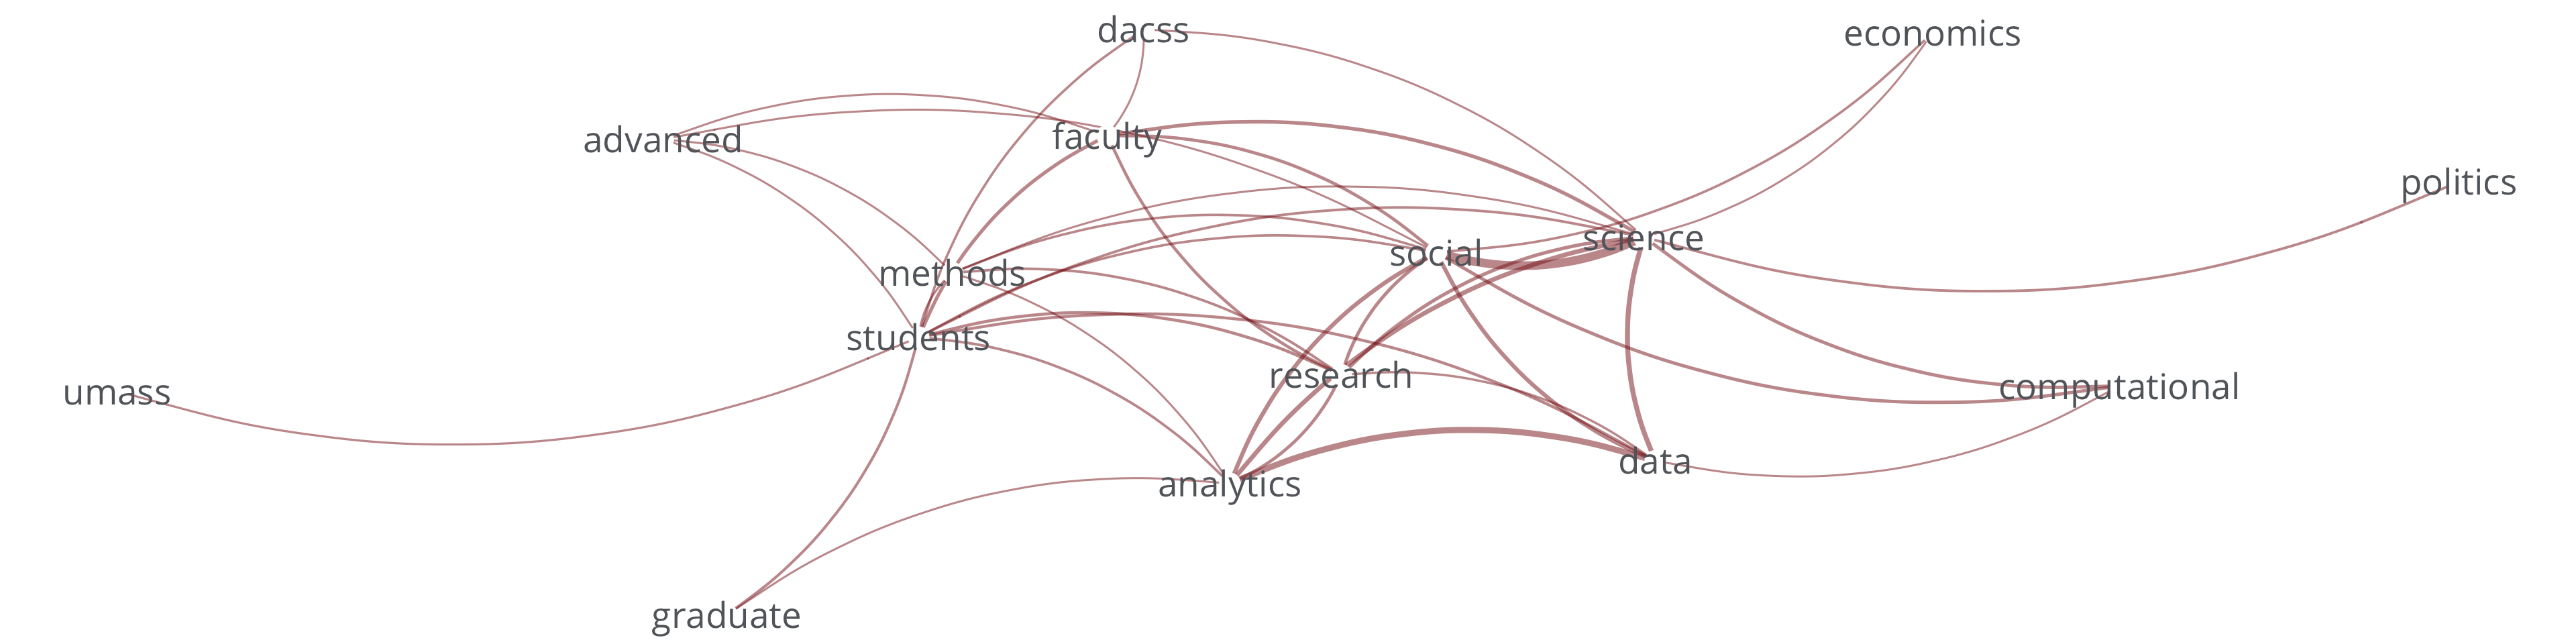 dacss
economics
advanced
faculty
politics
science
social
methods
students
research
umass
computational
data
analytics
graduate